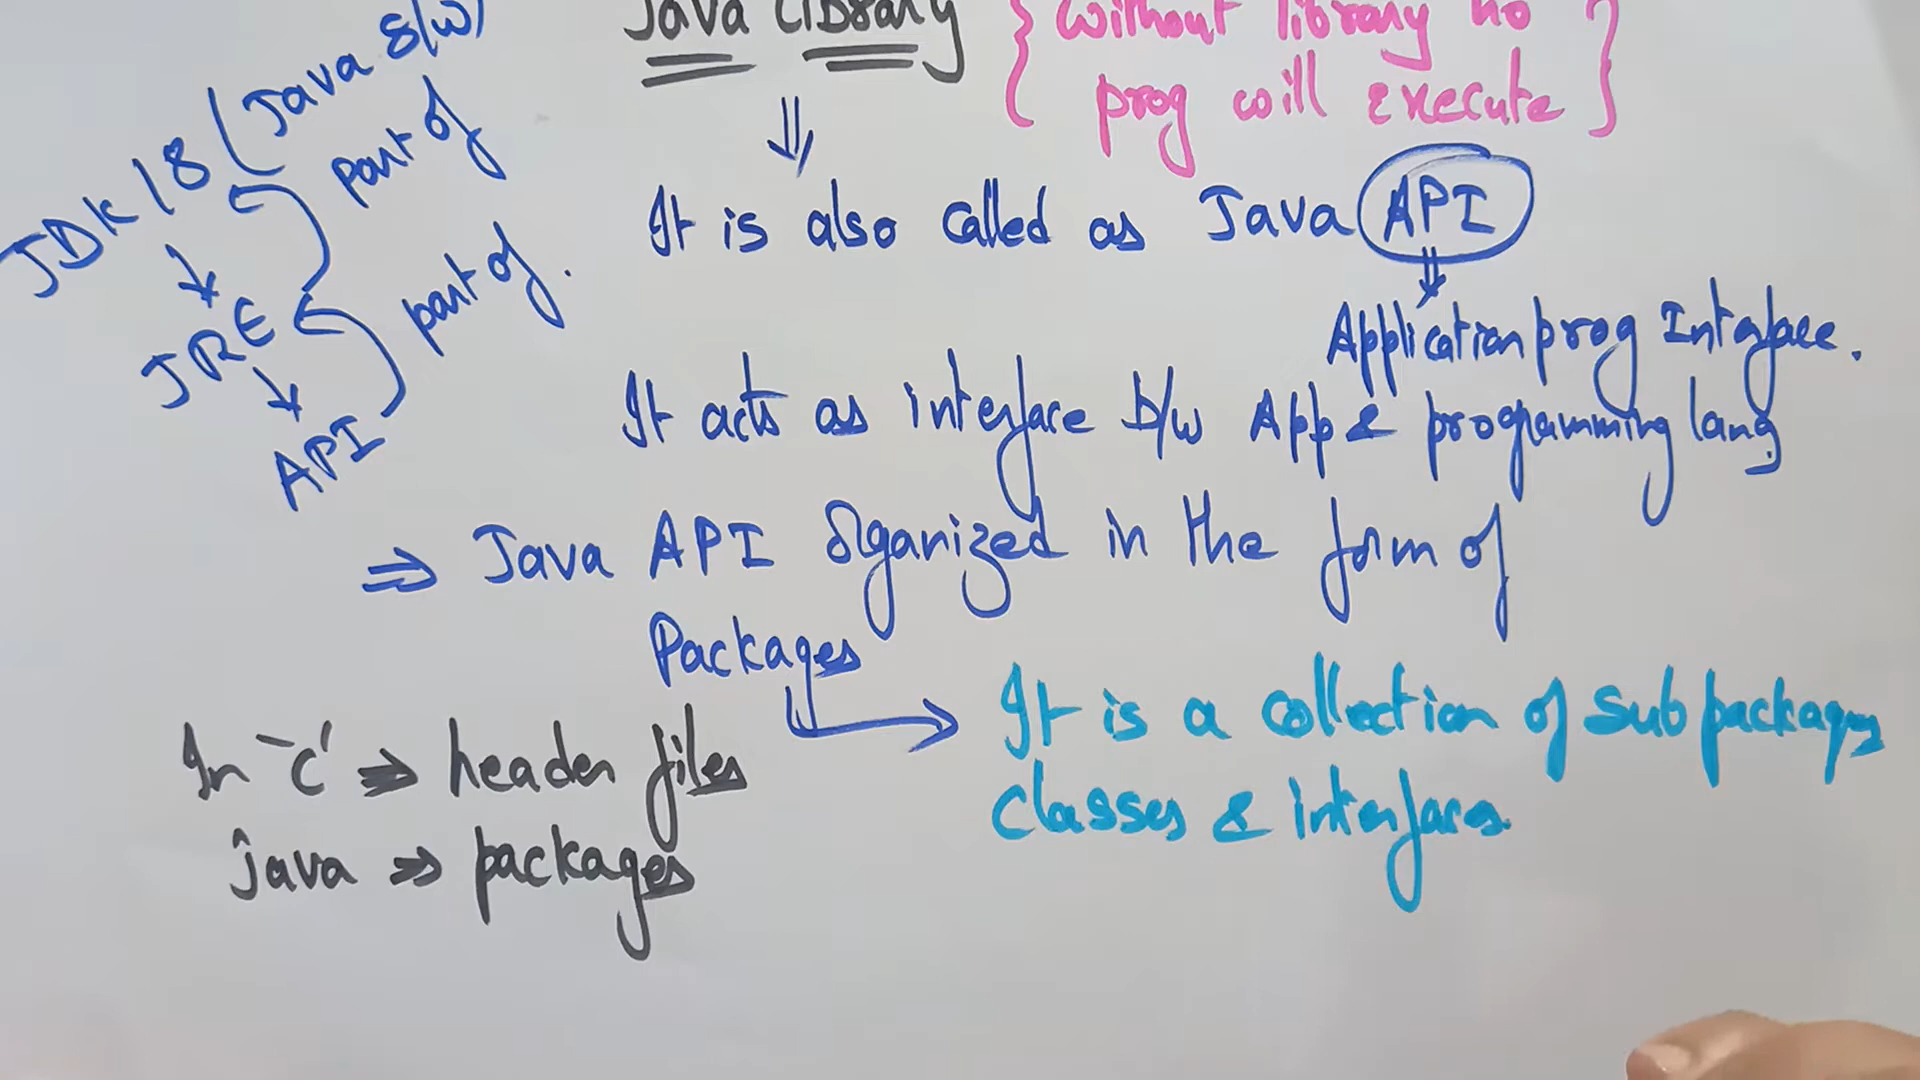 Java Library
{ Without library no
prog will execute }
JDK 18 (Java S/W)
part of
JRE
part of.
API
It is also called as Java API
Application prog Interface.
It acts as interface b/w App & programming lang
⇒ Java API Organized in the form of
Packages
It is a collection of sub packages
classes & interfaces.
In 'C' ⇒ header files
java ⇒ packages